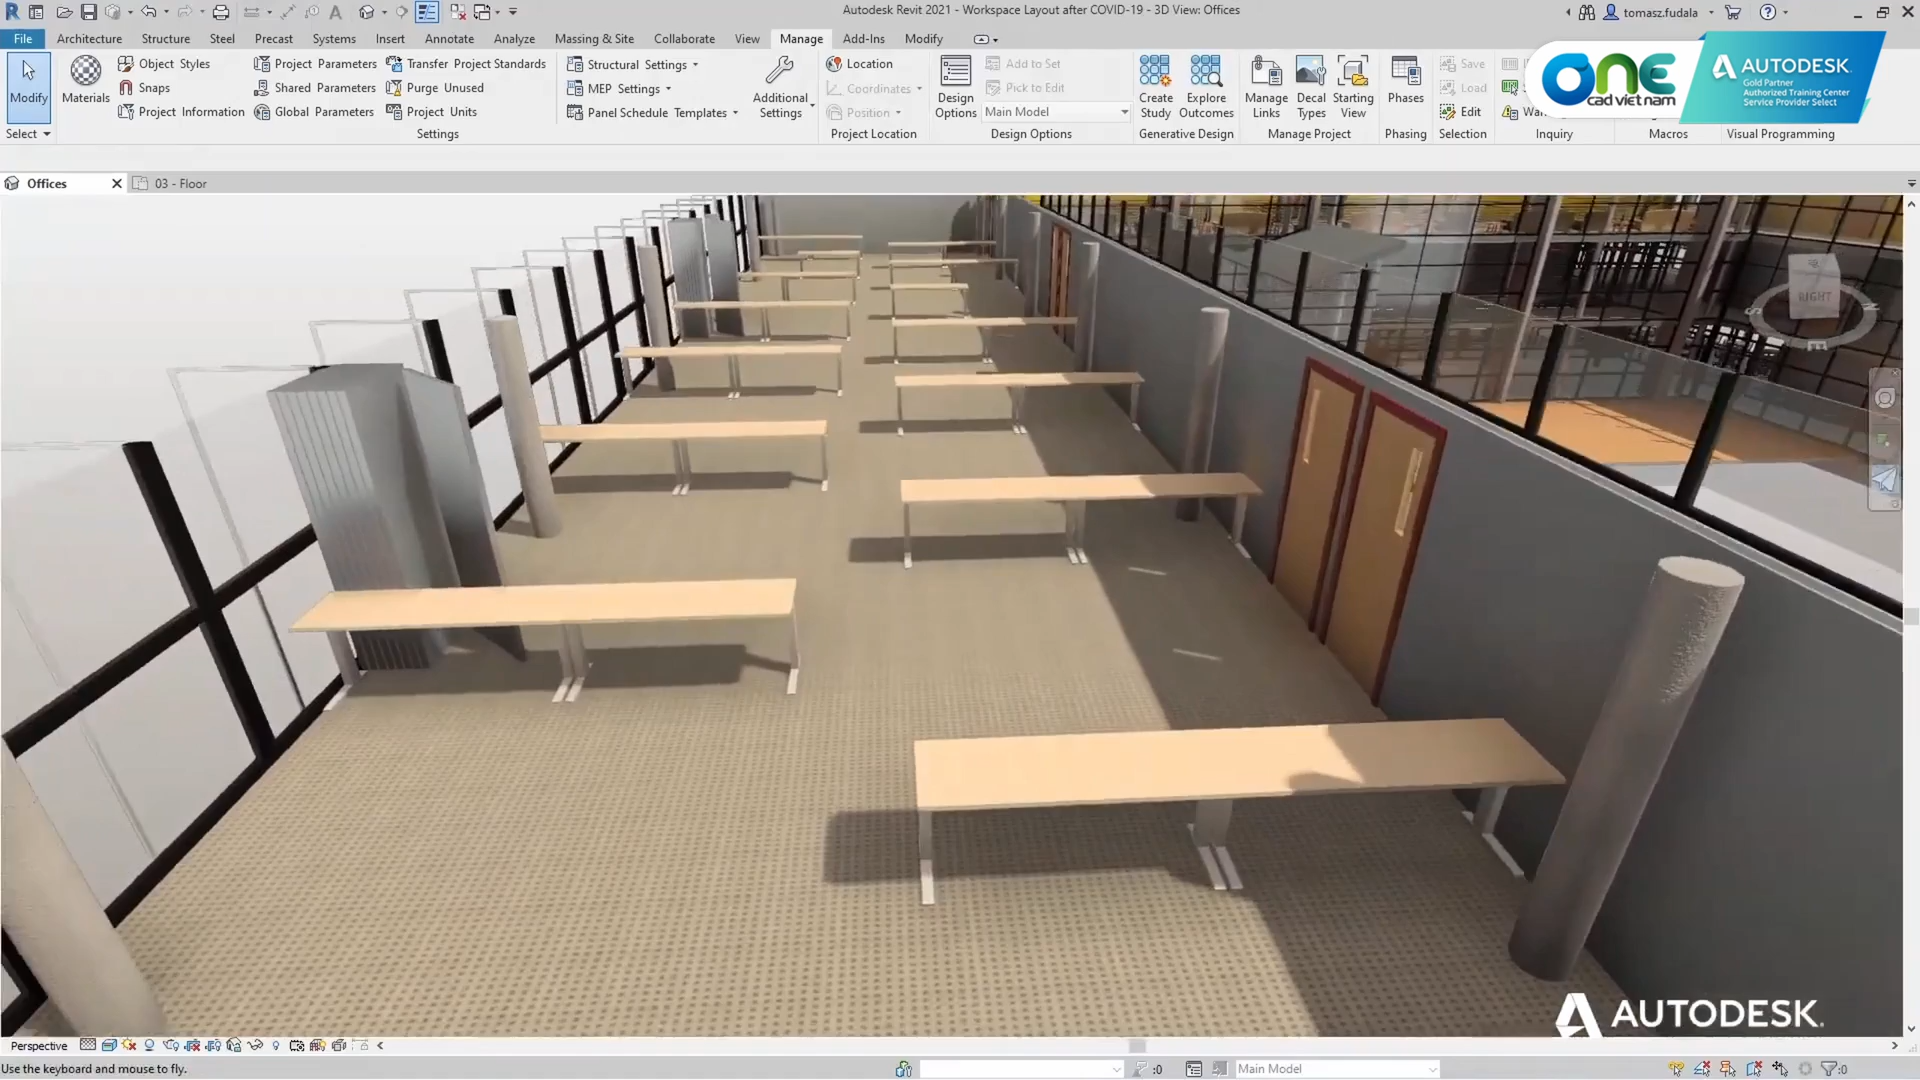 Autodesk Revit 2021 - Workspace Layout after COVID-19 - 3D View: Offices
tomasz.fudala
File
Architecture
Structure
Steel
Precast
Systems
Insert
Annotate
Analyze
Massing & Site
Collaborate
View
Manage
Add-Ins
Modify
Modify
Select
Materials
Object Styles
Snaps
Project Information
Project Parameters
Shared Parameters
Global Parameters
Transfer Project Standards
Purge Unused
Project Units
Settings
Structural Settings
MEP Settings
Panel Schedule Templates
Additional Settings
Location
Coordinates
Position
Project Location
Design Options
Add to Set
Pick to Edit
Main Model
Design Options
Create Study
Explore Outcomes
Generative Design
Manage Links
Decal Types
Starting View
Manage Project
Phases
Phasing
Save
Load
Edit
Selection
Inquiry
Macros
Visual Programming
one
cad viet nam
AUTODESK.
Gold Partner
Authorized Training Center
Service Provider Select
Offices
03 - Floor
RIGHT
S
E
AUTODESK.
Perspective
Use the keyboard and mouse to fly.
:0
Main Model
:0